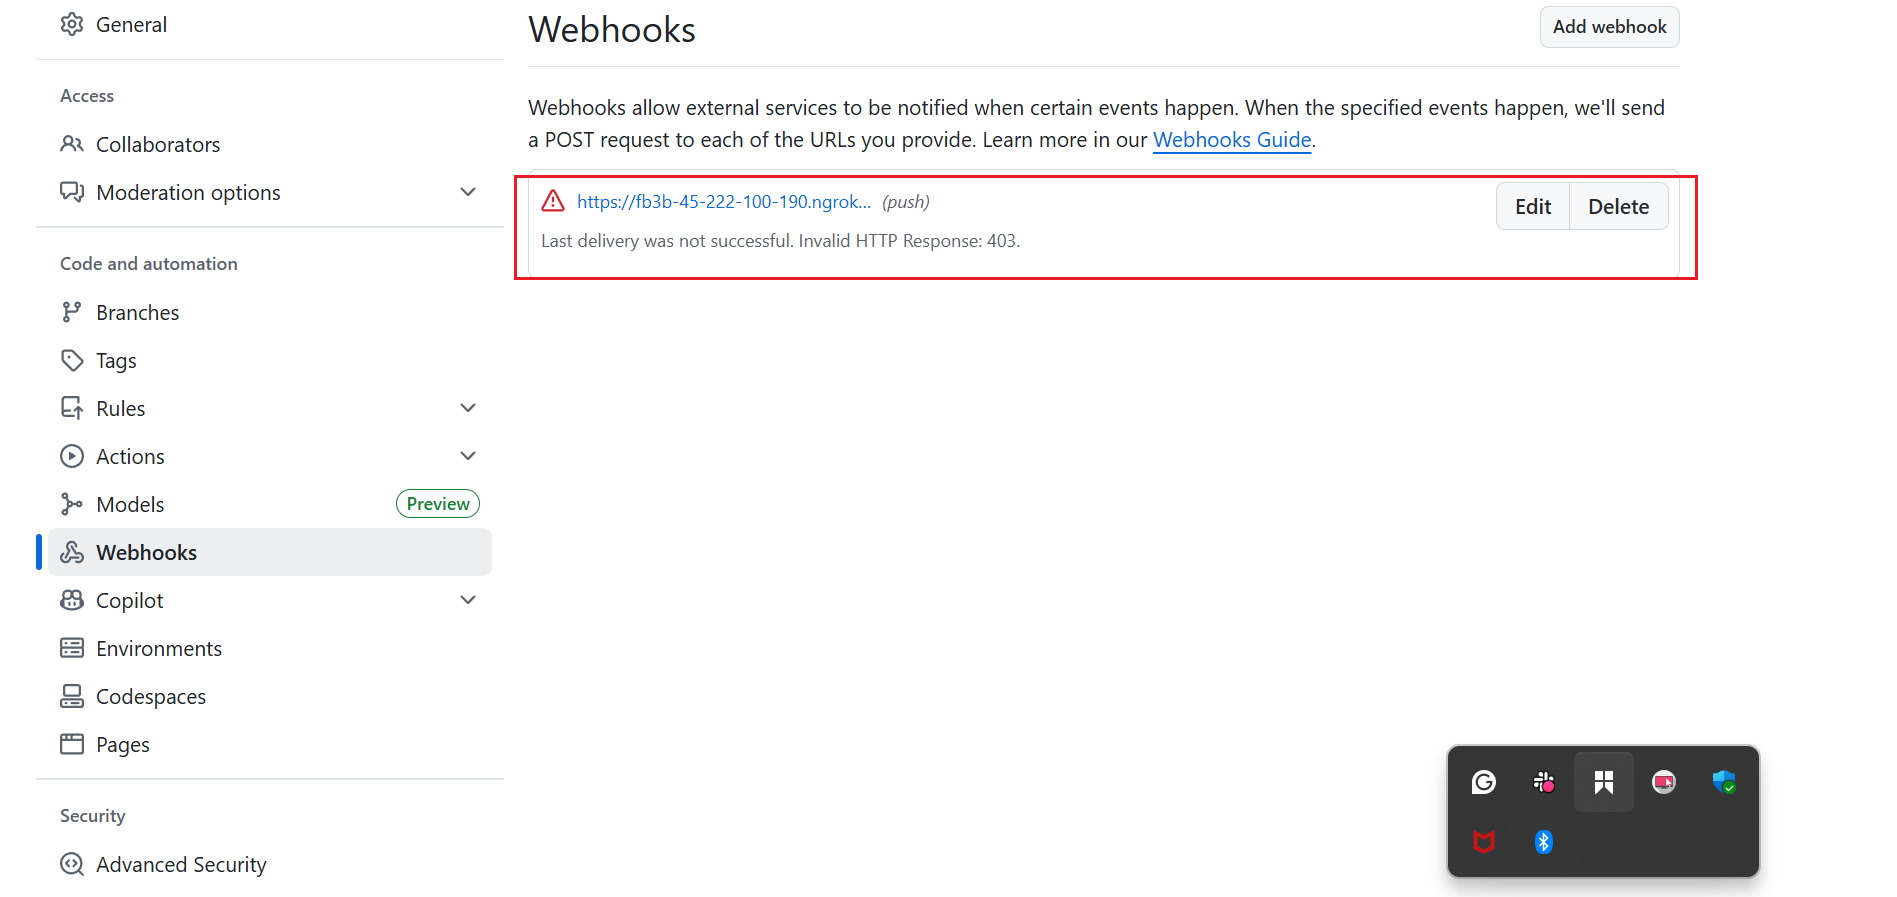 General
Access
Collaborators
Moderation options
Code and automation
Branches
Tags
Rules
Actions
Models Preview
Webhooks
Copilot
Environments
Codespaces
Pages
Security
Advanced Security
Webhooks
Add webhook
Webhooks allow external services to be notified when certain events happen. When the specified events happen, we'll send
a POST request to each of the URLs you provide. Learn more in our Webhooks Guide.
https://fb3b-45-222-100-190.ngrok... (push)
Edit Delete
Last delivery was not successful. Invalid HTTP Response: 403.